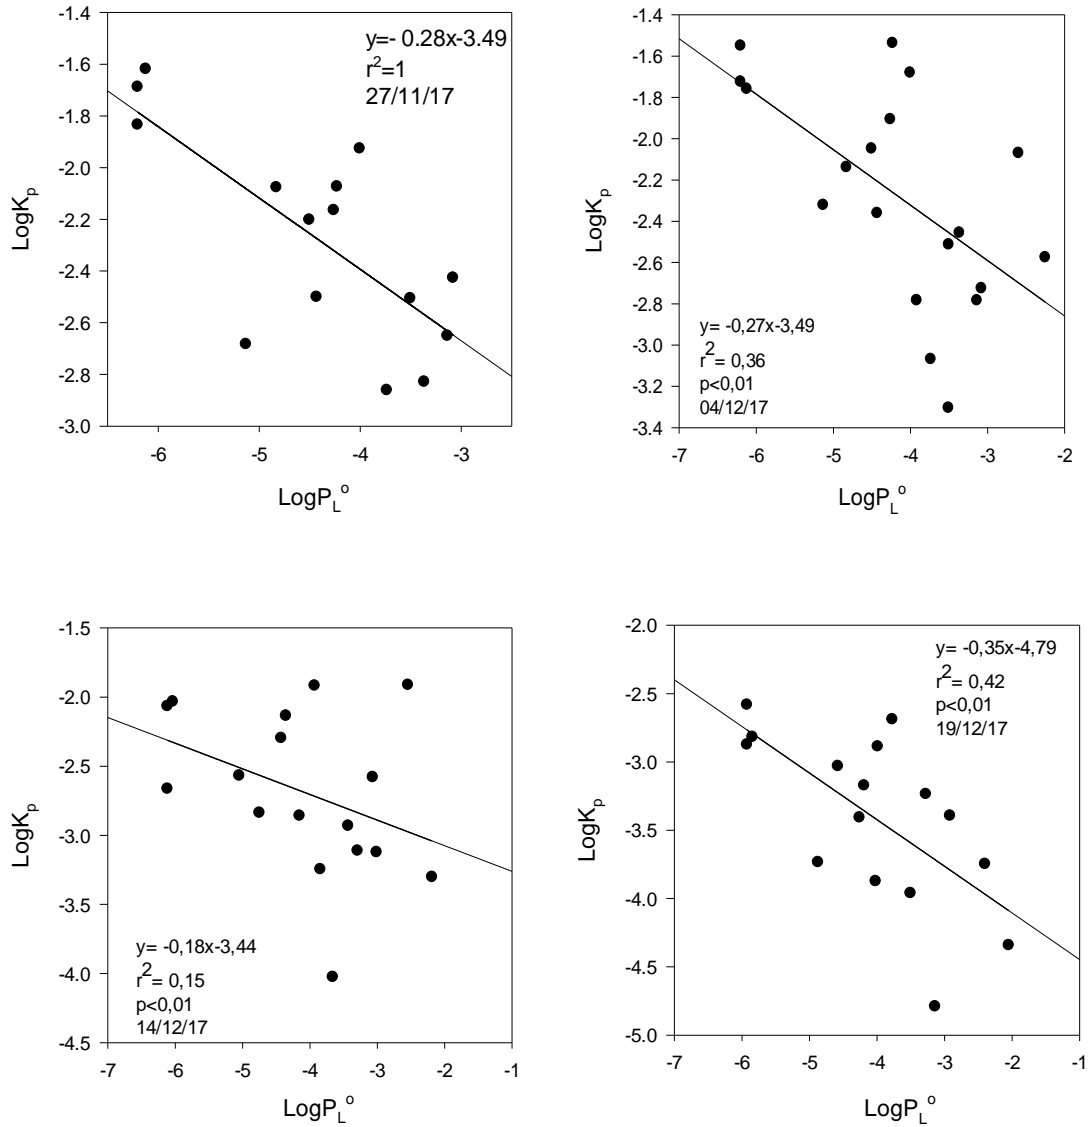 -1.4
-1.6
-1.8
-2.0
-2.2
-2.4
-2.6
-2.8
-3.0
LogKp
y=- 0.28x-3.49
r²=1
27/11/17
-6 -5 -4 -3
LogPL°
-1.4
-1.6
-1.8
-2.0
-2.2
-2.4
-2.6
-2.8
-3.0
-3.2
-3.4
LogKp
y= -0,27x-3,49
r²= 0,36
p<0,01
04/12/17
-7 -6 -5 -4 -3 -2
LogPL°
-1.5
-2.0
-2.5
-3.0
-3.5
-4.0
-4.5
LogKp
y= -0,18x-3,44
r²= 0,15
p<0,01
14/12/17
-7 -6 -5 -4 -3 -2 -1
LogPL°
-2.0
-2.5
-3.0
-3.5
-4.0
-4.5
-5.0
LogKp
y= -0,35x-4,79
r²= 0,42
p<0,01
19/12/17
-7 -6 -5 -4 -3 -2 -1
LogPL°